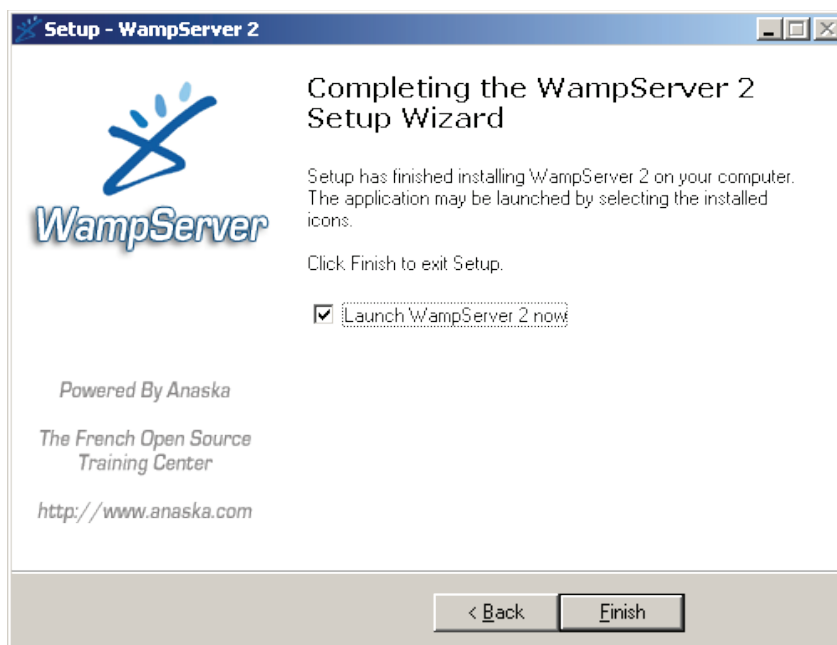 Setup - WampServer 2
Completing the WampServer 2
Setup Wizard
Setup has finished installing WampServer 2 on your computer.
The application may be launched by selecting the installed
icons.
Click Finish to exit Setup.
Launch WampServer 2 now
WampServer
Powered By Anaska
The French Open Source
Training Center
http://www.anaska.com
< Back
Finish